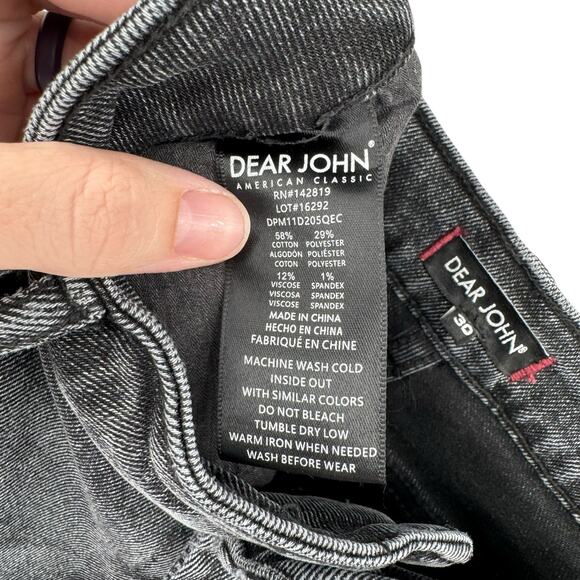 DEAR JOHN®
AMERICAN CLASSIC
RN#142819
LOT#16292
DPM11D205QEC
58% 29%
COTTON POLYESTER
ALGODÓN POLIÉSTER
COTON POLYESTER
12% 1%
VISCOSE SPANDEX
VISCOSA SPANDEX
VISCOSE SPANDEX
MADE IN CHINA
HECHO EN CHINA
FABRIQUÉ EN CHINE
MACHINE WASH COLD
INSIDE OUT
WITH SIMILAR COLORS
DO NOT BLEACH
TUMBLE DRY LOW
WARM IRON WHEN NEEDED
WASH BEFORE WEAR
DEAR JOHN®
30